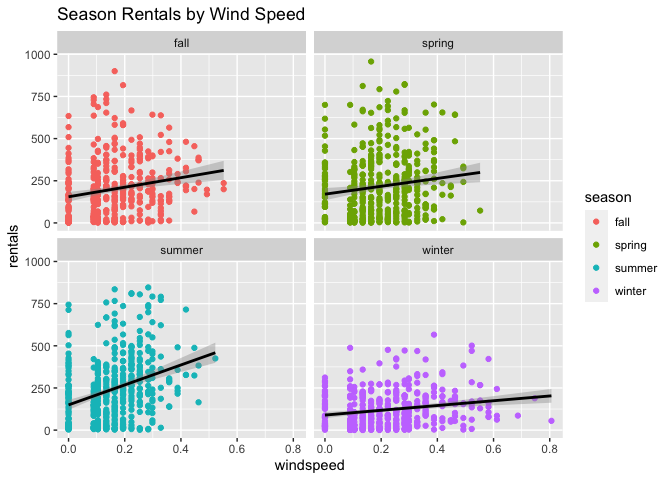 Season Rentals by Wind Speed
fall
spring
1000
750
500
250
0
season
fall
spring
summer
winter
rentals
summer
winter
1000
750
500
250
0
0.0 0.2 0.4 0.6 0.8 0.0 0.2 0.4 0.6 0.8
windspeed